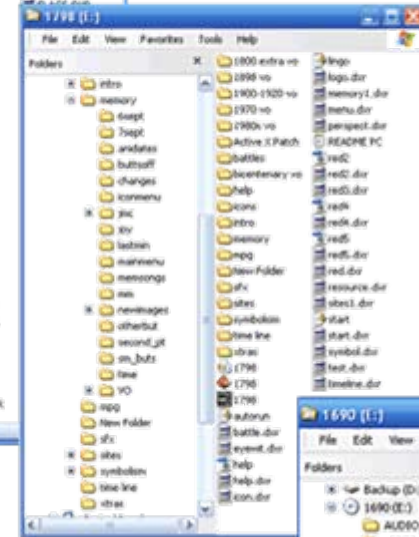 1798 (E:)
File Edit View Favorites Tools Help
Folders
intro
memory
6sept
7sept
anidates
buttsoff
changes
iconmenu
joy
lastmin
mainmenu
memsongs
mm
newimages
otherbut
second_pt
sm_buts
time
VO
mpg
New Folder
sfx
sites
symbolism
time line
xtras
1800 extra vo
1898 vo
1900-1920 vo
1970 vo
1980s vo
Active X Patch
battles
bicentenary vo
help
icons
intro
memory
mpg
New Folder
sfx
sites
symbolism
time line
xtras
1798
1798
1798
autorun
battle.dxr
eyewit.dxr
help
help.dxr
icon.dxr
lingo
logo.dxr
memory1.dxr
menu.dxr
perspect.dxr
README PC
red2
red2.dxr
red3.dxr
red4
red4.dxr
red5
red5.dxr
red.dxr
resource.dxr
sites1.dxr
start
start.dxr
symbol.dxr
test.dxr
timeline.dxr
1690 (E:)
File Edit View
Folders
Backup (D:
1690 (E:)
AUDIO